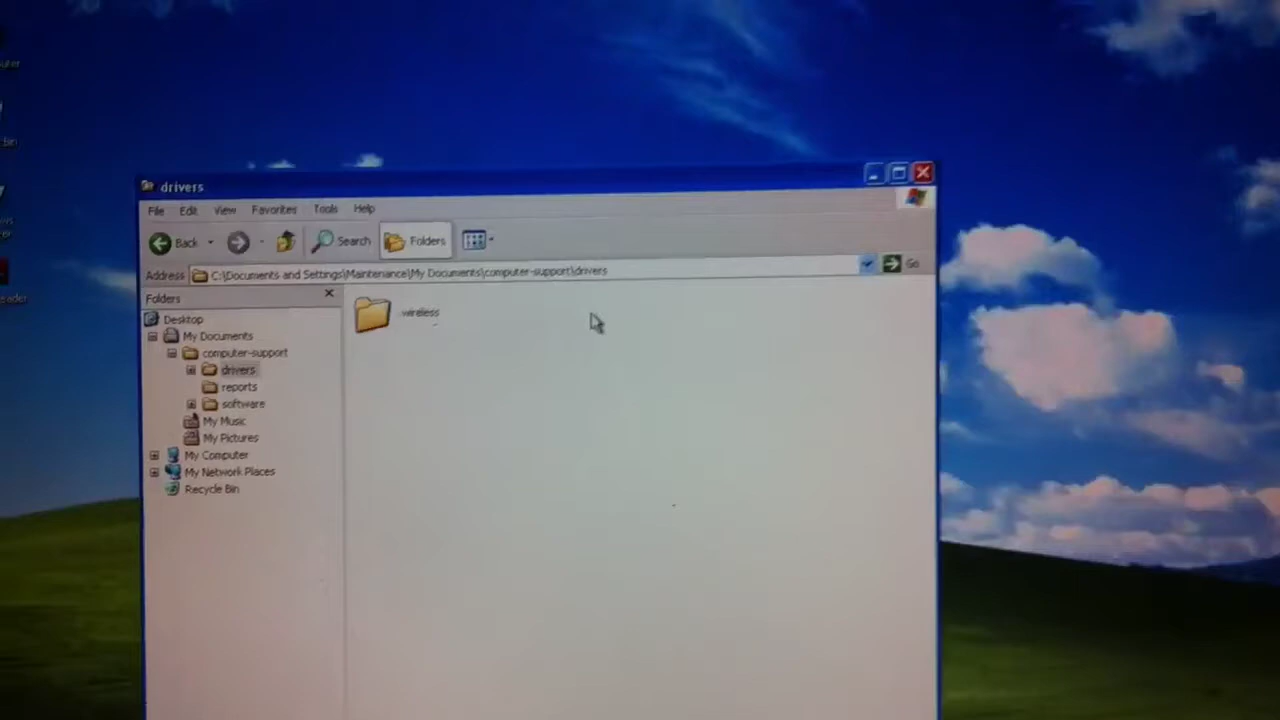 drivers
File Edit View Favorites Tools Help
Back Search Folders
Address C:\Documents and Settings\Maintenance\My Documents\computer-support\drivers Go
Folders
wireless
Desktop
My Documents
computer-support
drivers
reports
software
My Music
My Pictures
My Computer
My Network Places
Recycle Bin